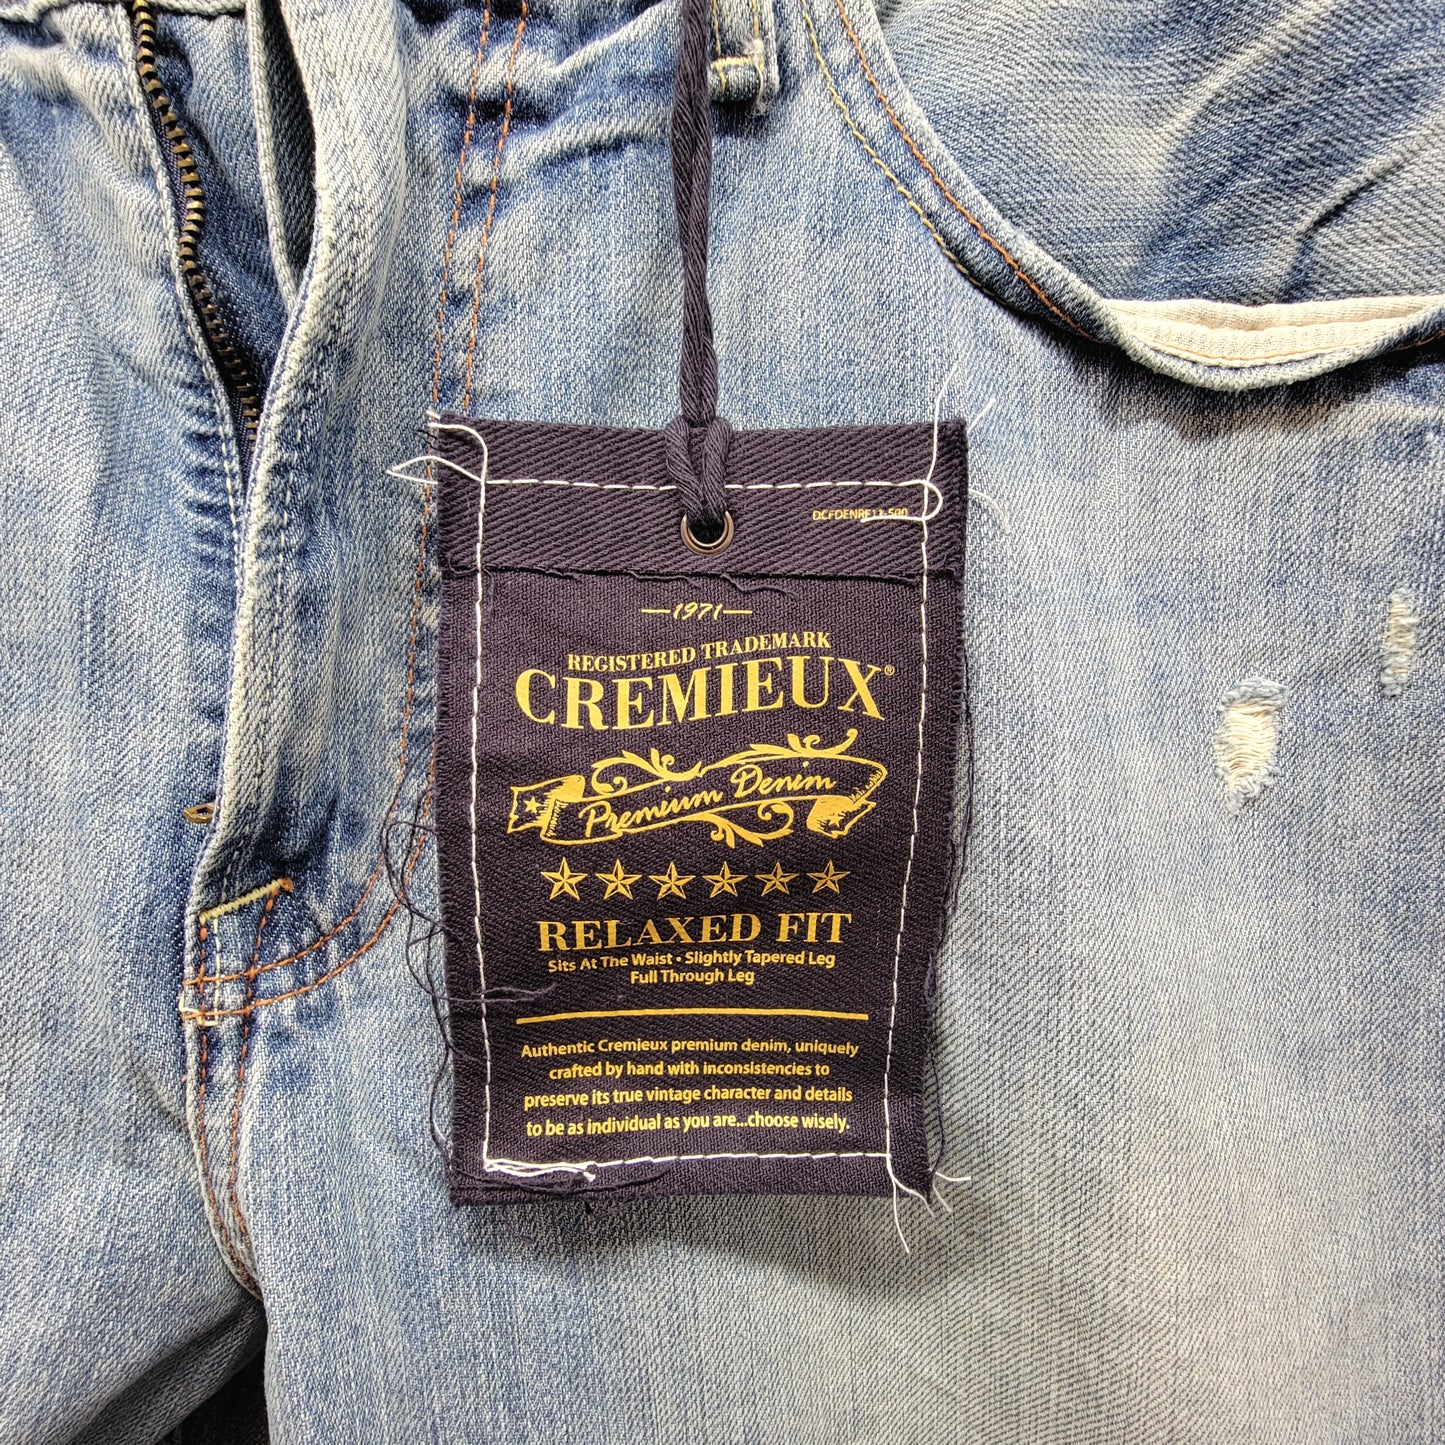 DCFDENRF11-500
—1971—
REGISTERED TRADEMARK
CREMIEUX®
Premium Denim
RELAXED FIT
Sits At The Waist • Slightly Tapered Leg
Full Through Leg
Authentic Cremieux premium denim, uniquely
crafted by hand with inconsistencies to
preserve its true vintage character and details
to be as individual as you are...choose wisely.